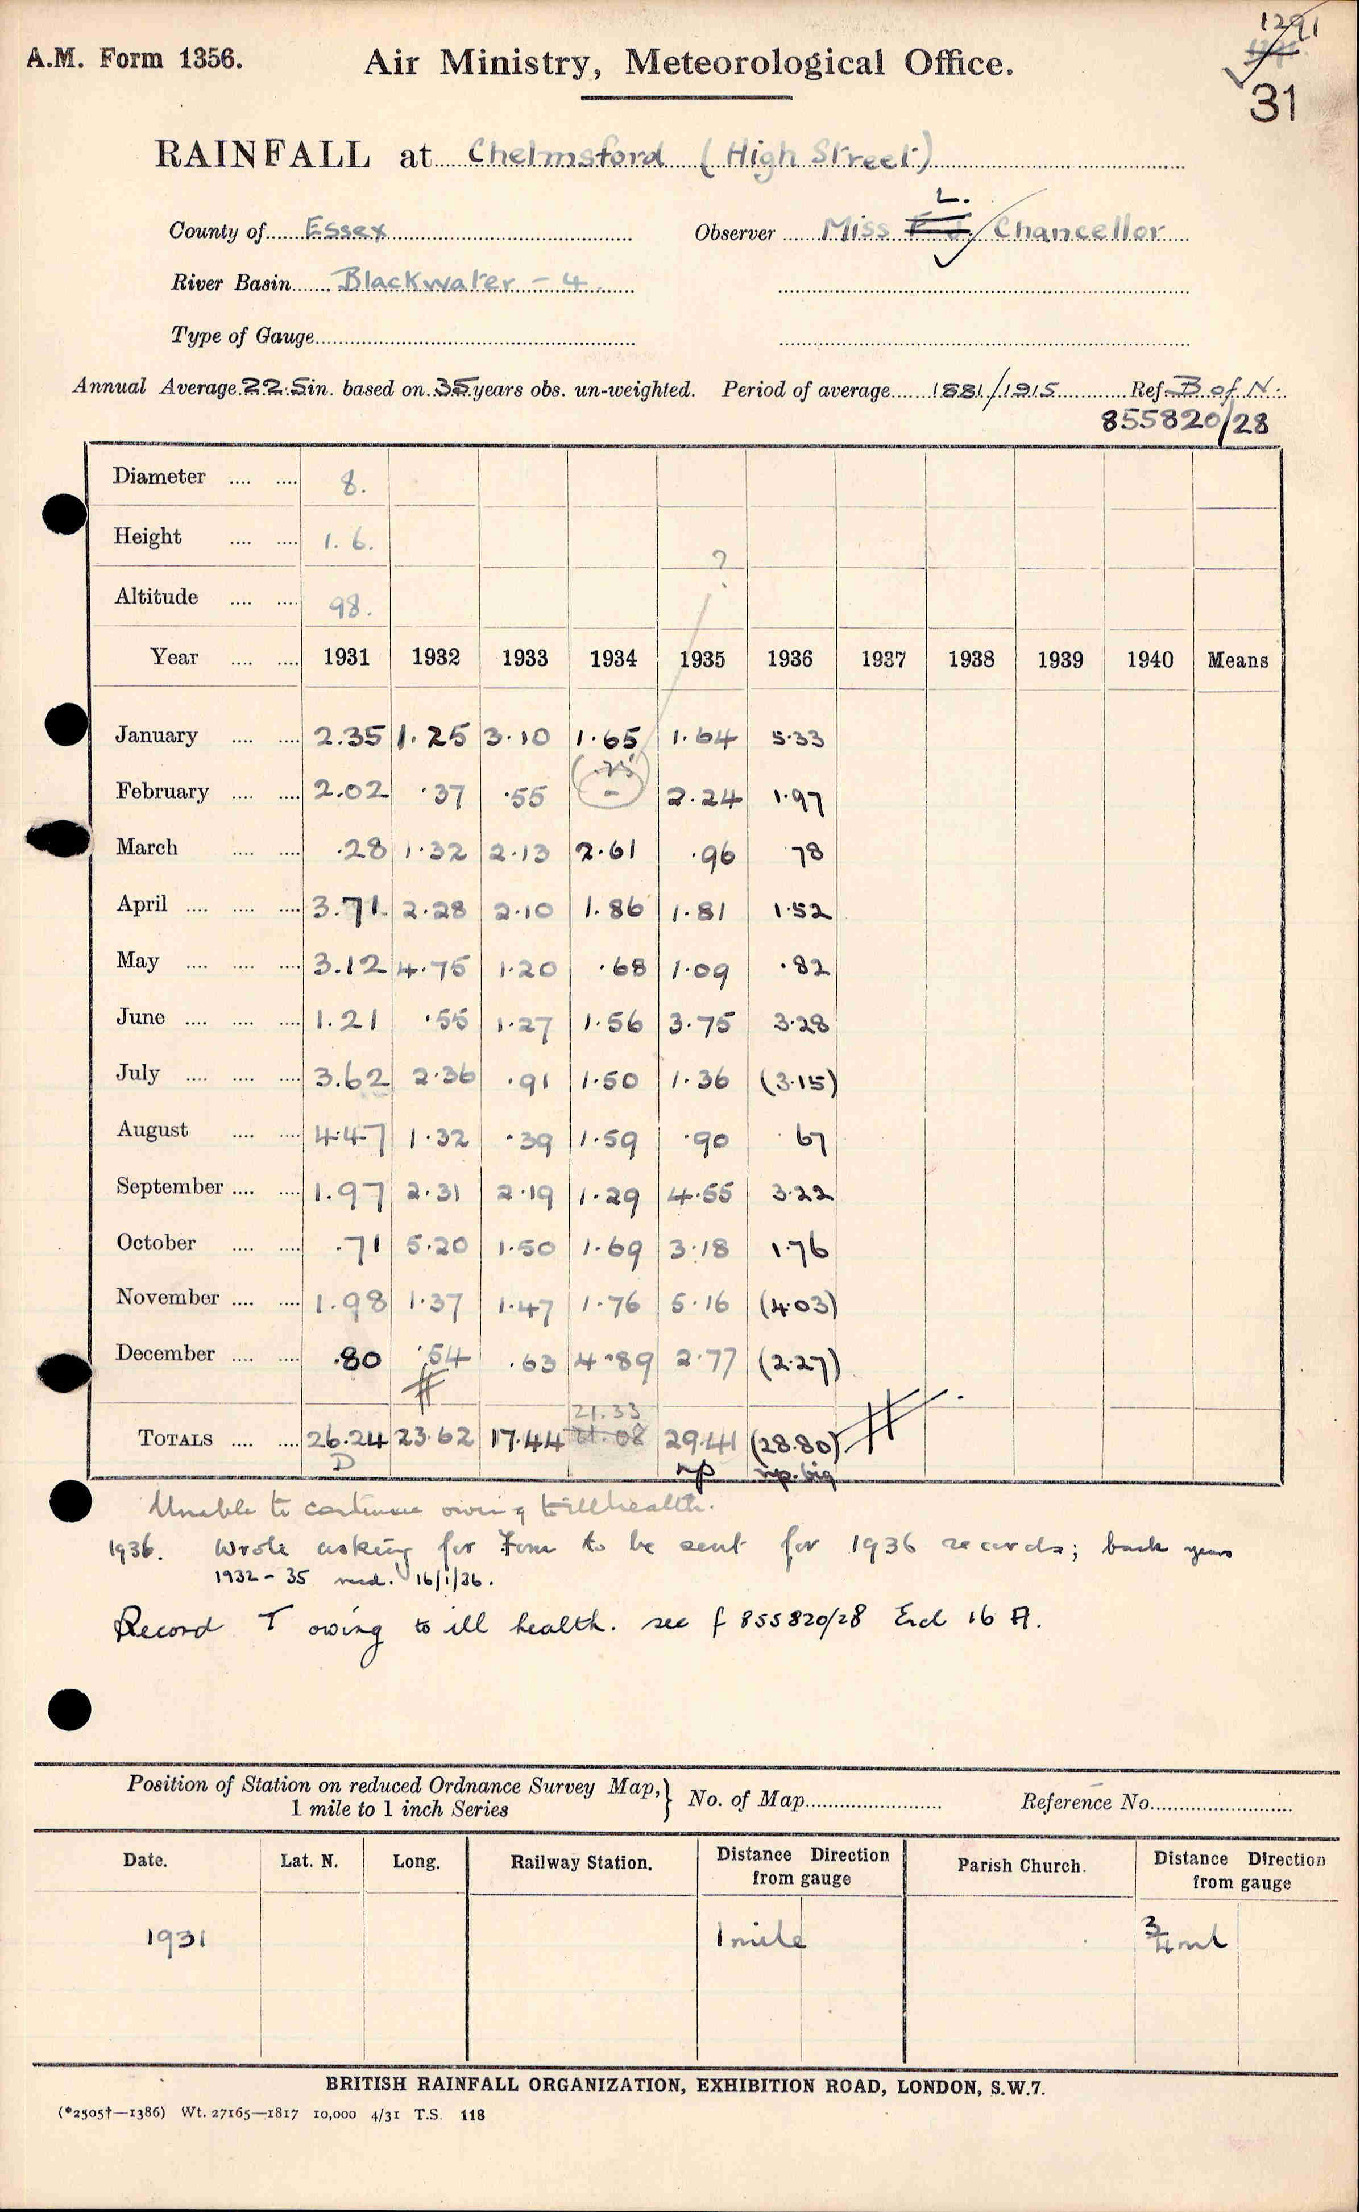 1291
A.M. Form 1356. Air Ministry, Meteorological Office.
31
RAINFALL at Chelmsford (High Street)
L.
County of Essex Observer Miss Chancellor
River Basin Blackwater - 4
Type of Gauge
Annual Average 22.5 in. based on 35 years obs. un-weighted. Period of average 1881/1915 Ref. B of N.
855820/28
Diameter 8.
Height 1. 6.
?
Altitude 98.
Year 1931 1932 1933 1934 1935 1936 1937 1938 1939 1940 Means
January 2.35 1.25 3.10 1.65 1.64 5.33
(.25)
February 2.02 .37 .55 - 2.24 1.97
March .28 1.32 2.13 2.61 .96 78
April 3.71 2.28 2.10 1.86 1.81 1.52
May 3.12 4.75 1.20 .68 1.09 .82
June 1.21 .55 1.27 1.56 3.75 3.28
July 3.62 2.36 .91 1.50 1.36 (3.15)
August 4.47 1.32 .39 1.59 .90 .67
September 1.97 2.31 2.19 1.29 4.55 3.22
October .71 5.20 1.50 1.69 3.18 1.76
November 1.98 1.37 1.47 1.76 5.16 (4.03)
December .80 .54 .63 4.89 2.77 (2.27)
21.33
TOTALS 26.24 23.62 17.44 21.08 29.41 (28.80)
D np np. big
Unable to continue owing to ill health.
1936. Wrote asking for Form to be sent for 1936 records; back years
1932-35 recd. 16/1/36.
Record T owing to ill health. see f 855820/28 Encl 16 A.
Position of Station on reduced Ordnance Survey Map, } No. of Map Reference No.
1 mile to 1 inch Series
Date. Lat. N. Long. Railway Station. Distance Direction from gauge Parish Church. Distance Direction from gauge
1931 1 mile 3/4 ml
BRITISH RAINFALL ORGANIZATION, EXHIBITION ROAD, LONDON, S.W.7.
(*2505†—1386) Wt. 27165—1817 10,000 4/31 T.S. 118